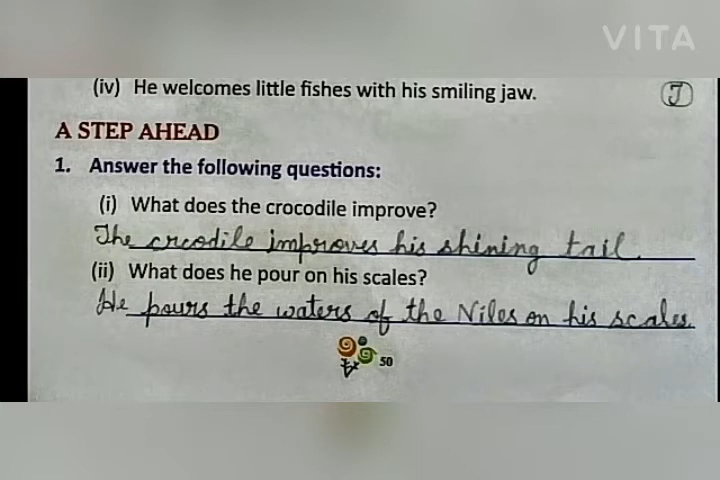 VITA
(iv) He welcomes little fishes with his smiling jaw. T
A STEP AHEAD
1. Answer the following questions:
(i) What does the crocodile improve?
The crcodile improves his shining tail.
(ii) What does he pour on his scales?
He pours the waters of the Niles on his scales.
50